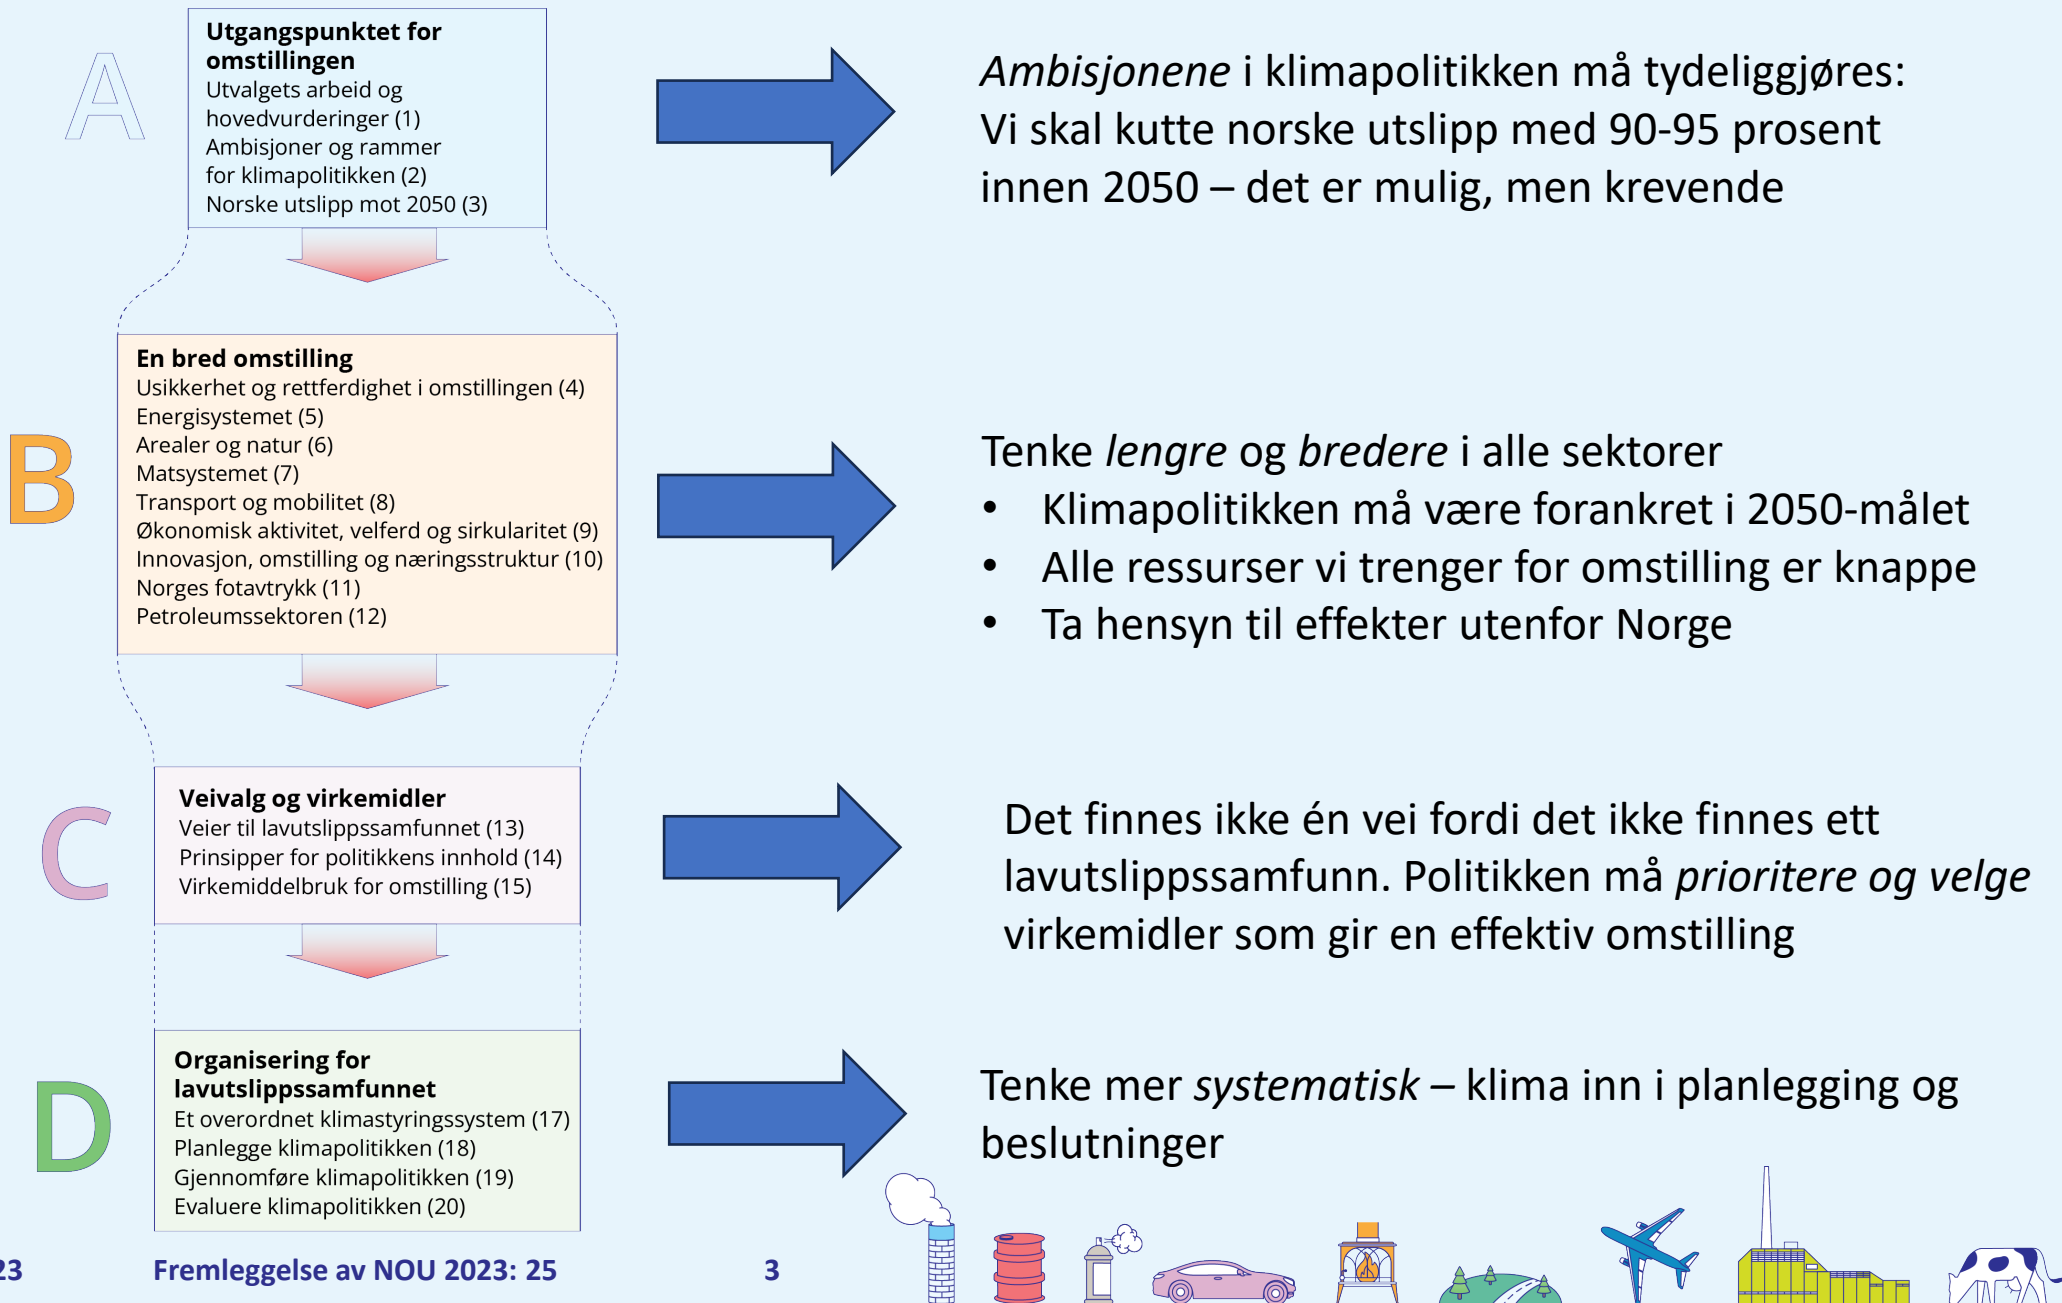 A
Utgangspunktet for
omstillingen
Utvalgets arbeid og
hovedvurderinger (1)
Ambisjoner og rammer
for klimapolitikken (2)
Norske utslipp mot 2050 (3)
Ambisjonene i klimapolitikken må tydeliggjøres:
Vi skal kutte norske utslipp med 90-95 prosent
innen 2050 – det er mulig, men krevende
B
En bred omstilling
Usikkerhet og rettferdighet i omstillingen (4)
Energisystemet (5)
Arealer og natur (6)
Matsystemet (7)
Transport og mobilitet (8)
Økonomisk aktivitet, velferd og sirkularitet (9)
Innovasjon, omstilling og næringsstruktur (10)
Norges fotavtrykk (11)
Petroleumssektoren (12)
Tenke lengre og bredere i alle sektorer
• Klimapolitikken må være forankret i 2050-målet
• Alle ressurser vi trenger for omstilling er knappe
• Ta hensyn til effekter utenfor Norge
C
Veivalg og virkemidler
Veier til lavutslippssamfunnet (13)
Prinsipper for politikkens innhold (14)
Virkemiddelbruk for omstilling (15)
Det finnes ikke én vei fordi det ikke finnes ett
lavutslippssamfunn. Politikken må prioritere og velge
virkemidler som gir en effektiv omstilling
D
Organisering for
lavutslippssamfunnet
Et overordnet klimastyringssystem (17)
Planlegge klimapolitikken (18)
Gjennomføre klimapolitikken (19)
Evaluere klimapolitikken (20)
Tenke mer systematisk – klima inn i planlegging og
beslutninger
23
Fremleggelse av NOU 2023: 25
3